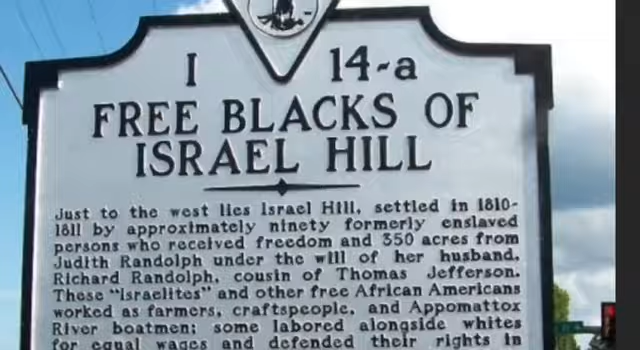 I 14-a
FREE BLACKS OF
ISRAEL HILL
Just to the west lies Israel Hill, settled in 1810-
1811 by approximately ninety formerly enslaved
persons who received freedom and 350 acres from
Judith Randolph under the will of her husband,
Richard Randolph, cousin of Thomas Jefferson.
These "Israelites" and other free African Americans
worked as farmers, craftspeople, and Appomattox
River boatmen; some labored alongside whites
for equal wages and defended their rights in